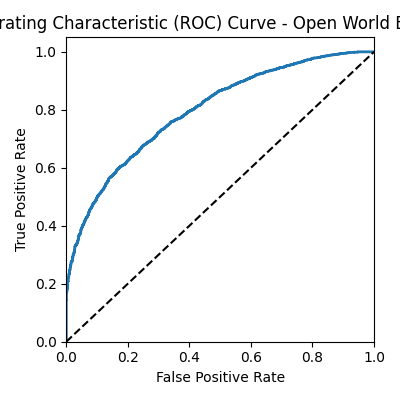 rating Characteristic (ROC) Curve - Open World E
1.0
0.8
0.6
0.4
0.2
0.0
True Positive Rate
0.0 0.2 0.4 0.6 0.8 1.0
False Positive Rate